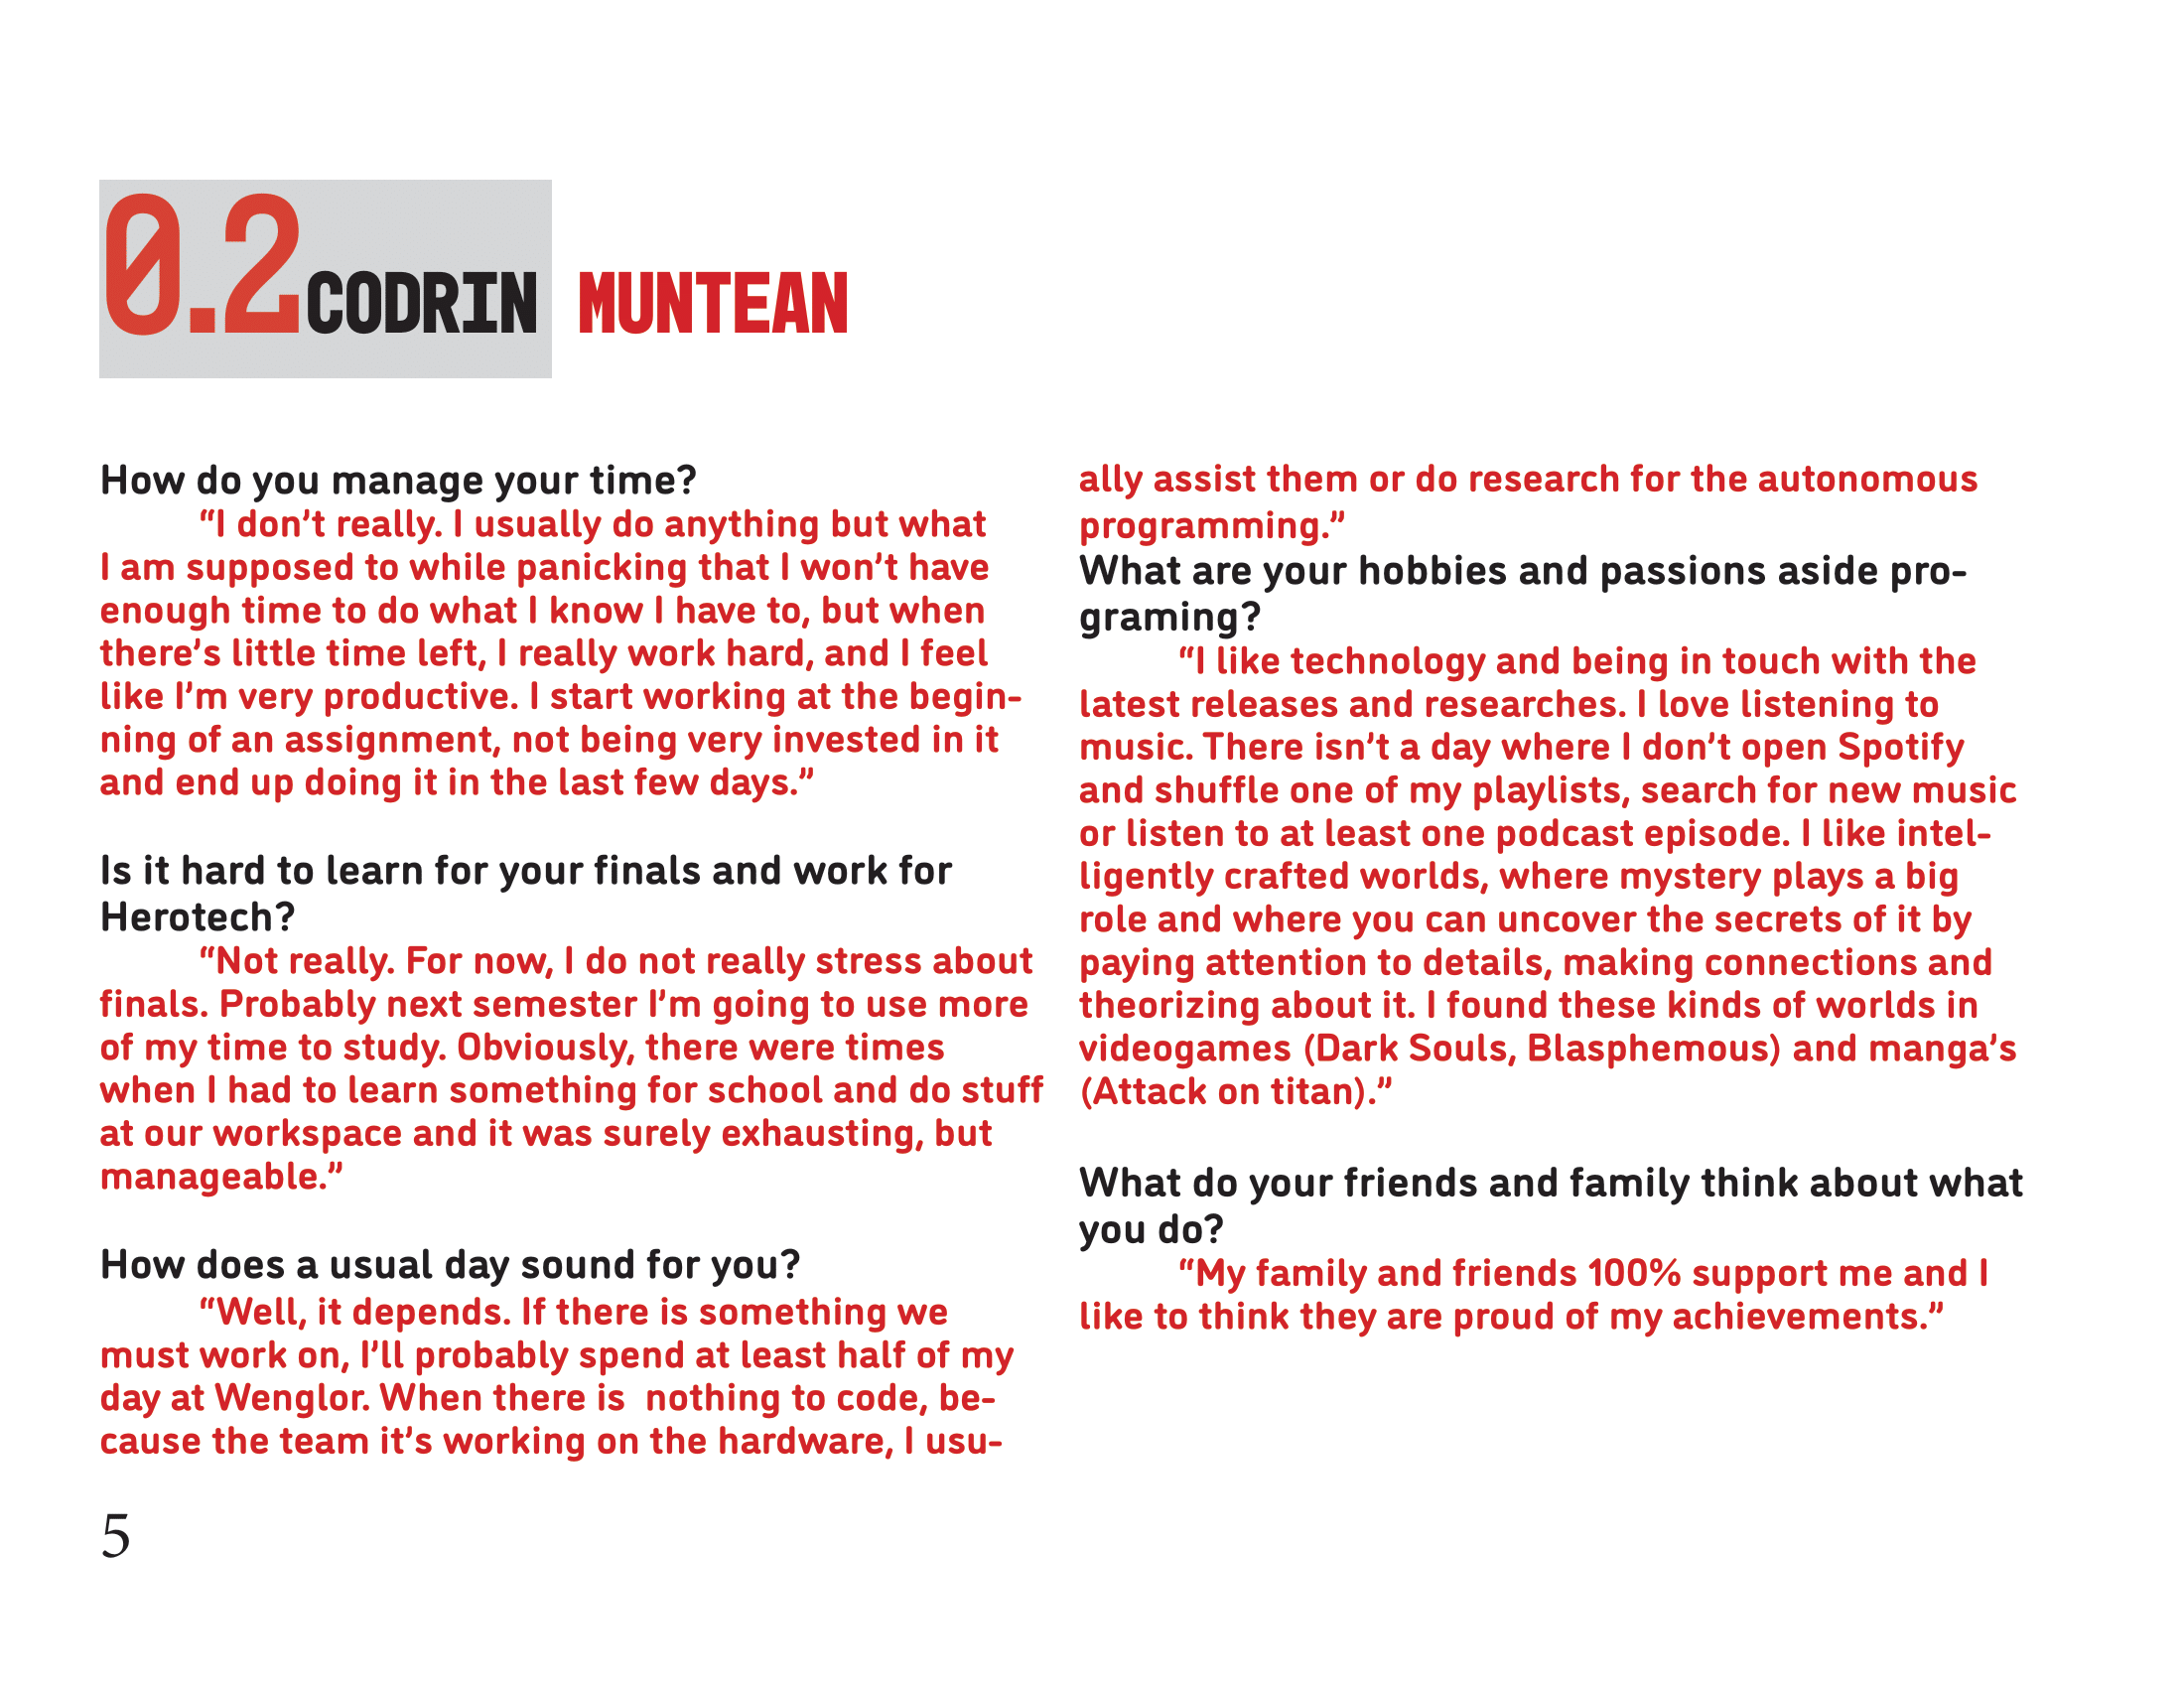 0.2 CODRIN MUNTEAN
How do you manage your time?
“I don’t really. I usually do anything but what
I am supposed to while panicking that I won’t have
enough time to do what I know I have to, but when
there’s little time left, I really work hard, and I feel
like I’m very productive. I start working at the begin-
ning of an assignment, not being very invested in it
and end up doing it in the last few days.”
Is it hard to learn for your finals and work for
Herotech?
“Not really. For now, I do not really stress about
finals. Probably next semester I’m going to use more
of my time to study. Obviously, there were times
when I had to learn something for school and do stuff
at our workspace and it was surely exhausting, but
manageable.”
How does a usual day sound for you?
“Well, it depends. If there is something we
must work on, I’ll probably spend at least half of my
day at Wenglor. When there is  nothing to code, be-
cause the team it’s working on the hardware, I usu-
ally assist them or do research for the autonomous
programming.”
What are your hobbies and passions aside pro-
graming?
“I like technology and being in touch with the
latest releases and researches. I love listening to
music. There isn’t a day where I don’t open Spotify
and shuffle one of my playlists, search for new music
or listen to at least one podcast episode. I like intel-
ligently crafted worlds, where mystery plays a big
role and where you can uncover the secrets of it by
paying attention to details, making connections and
theorizing about it. I found these kinds of worlds in
videogames (Dark Souls, Blasphemous) and manga’s
(Attack on titan).”
What do your friends and family think about what
you do?
“My family and friends 100% support me and I
like to think they are proud of my achievements.”
5